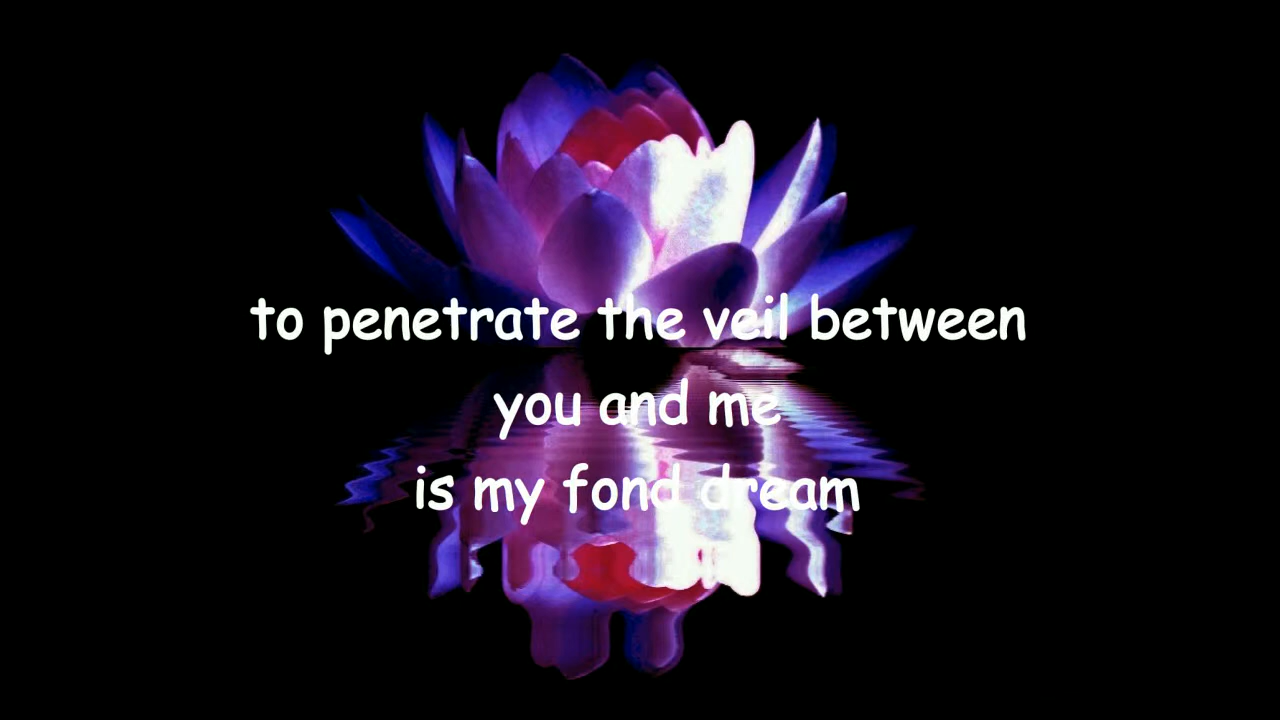 to penetrate the veil between
you and me
is my fond dream